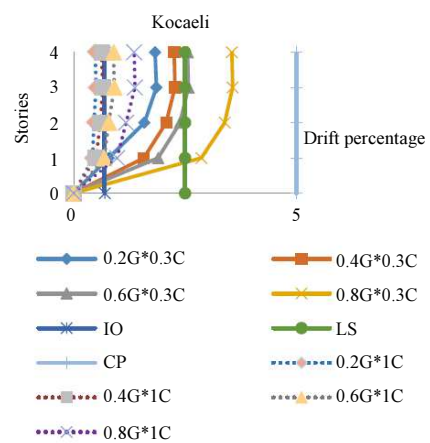 Kocaeli
4
3
2
1
0
Stories
0
5
Drift percentage
0.2G*0.3C
0.4G*0.3C
0.6G*0.3C
0.8G*0.3C
IO
LS
CP
0.2G*1C
0.4G*1C
0.6G*1C
0.8G*1C